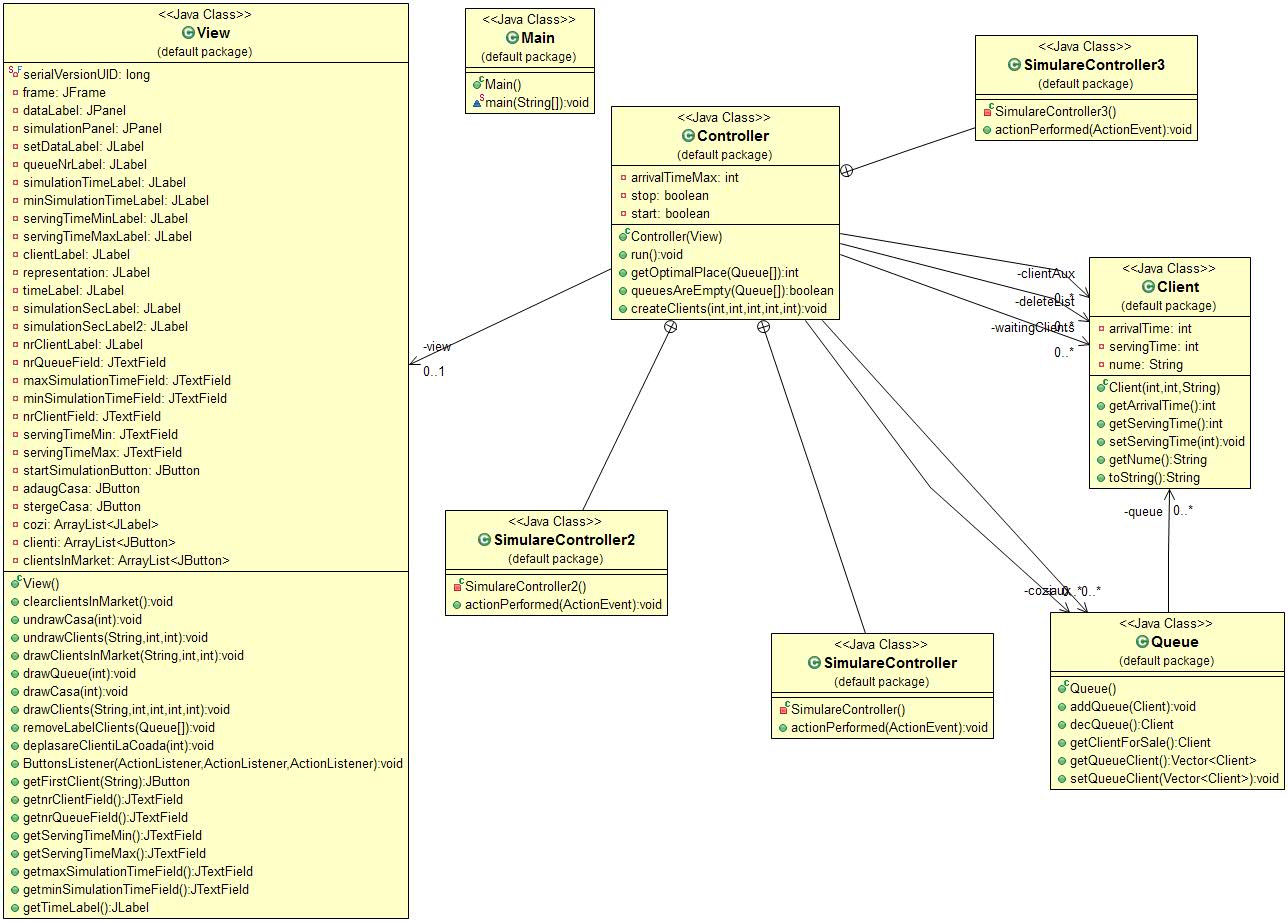 <<Java Class>>
View
(default package)
serialVersionUID: long
frame: JFrame
dataLabel: JPanel
simulationPanel: JPanel
setDataLabel: JLabel
queueNrLabel: JLabel
simulationTimeLabel: JLabel
minSimulationTimeLabel: JLabel
servingTimeMinLabel: JLabel
servingTimeMaxLabel: JLabel
clientLabel: JLabel
representation: JLabel
timeLabel: JLabel
simulationSecLabel: JLabel
simulationSecLabel2: JLabel
nrClientLabel: JLabel
nrQueueField: JTextField
maxSimulationTimeField: JTextField
minSimulationTimeField: JTextField
nrClientField: JTextField
servingTimeMin: JTextField
servingTimeMax: JTextField
startSimulationButton: JButton
adaugCasa: JButton
stergeCasa: JButton
cozi: ArrayList<JLabel>
clienti: ArrayList<JButton>
clientsInMarket: ArrayList<JButton>
View()
clearclientsInMarket():void
undrawCasa(int):void
undrawClients(String,int,int):void
drawClientsInMarket(String,int,int):void
drawQueue(int):void
drawCasa(int):void
drawClients(String,int,int,int,int):void
removeLabelClients(Queue[]):void
deplasareClientiLaCoada(int):void
ButtonsListener(ActionListener,ActionListener,ActionListener):void
getFirstClient(String):JButton
getnrClientField():JTextField
getnrQueueField():JTextField
getServingTimeMin():JTextField
getServingTimeMax():JTextField
getmaxSimulationTimeField():JTextField
getminSimulationTimeField():JTextField
getTimeLabel():JLabel
<<Java Class>>
Main
(default package)
Main()
main(String[]):void
<<Java Class>>
Controller
(default package)
arrivalTimeMax: int
stop: boolean
start: boolean
Controller(View)
run():void
getOptimalPlace(Queue[]):int
queuesAreEmpty(Queue[]):boolean
createClients(int,int,int,int,int):void
<<Java Class>>
SimulareController3
(default package)
SimulareController3()
actionPerformed(ActionEvent):void
-view
0..1
-clientAux
0..*
-deleteList
0..*
-waitingClients
0..*
<<Java Class>>
Client
(default package)
arrivalTime: int
servingTime: int
nume: String
Client(int,int,String)
getArrivalTime():int
getServingTime():int
setServingTime(int):void
getNume():String
toString():String
-queue 0..*
<<Java Class>>
SimulareController2
(default package)
SimulareController2()
actionPerformed(ActionEvent):void
<<Java Class>>
SimulareController
(default package)
SimulareController()
actionPerformed(ActionEvent):void
0..*
<<Java Class>>
Queue
(default package)
Queue()
addQueue(Client):void
decQueue():Client
getClientForSale():Client
getQueueClient():Vector<Client>
setQueueClient(Vector<Client>):void